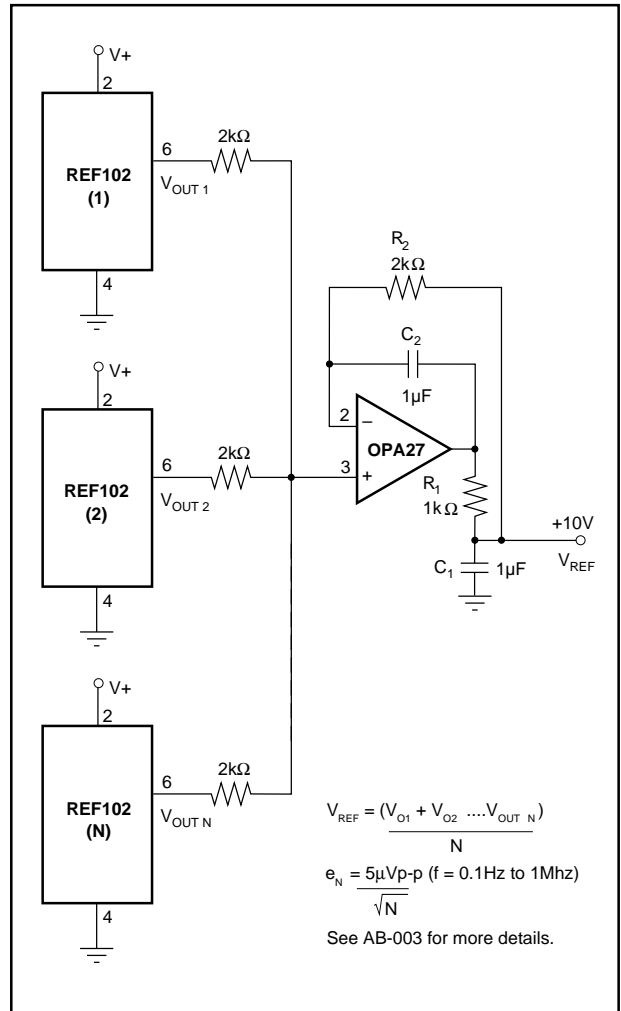 V+
2
REF102
(1)
6
V_OUT 1
2kΩ
4
V+
2
REF102
(2)
6
V_OUT 2
2kΩ
4
V+
2
REF102
(N)
6
V_OUT N
2kΩ
4
R2
2kΩ
C2
1µF
2
–
OPA27
3
+
R1
1kΩ
+10V
V_REF
C1
1µF
V_REF = (V_O1 + V_O2 ....V_OUT N)
N
e_N = 5µVp-p (f = 0.1Hz to 1Mhz)
√N
See AB-003 for more details.